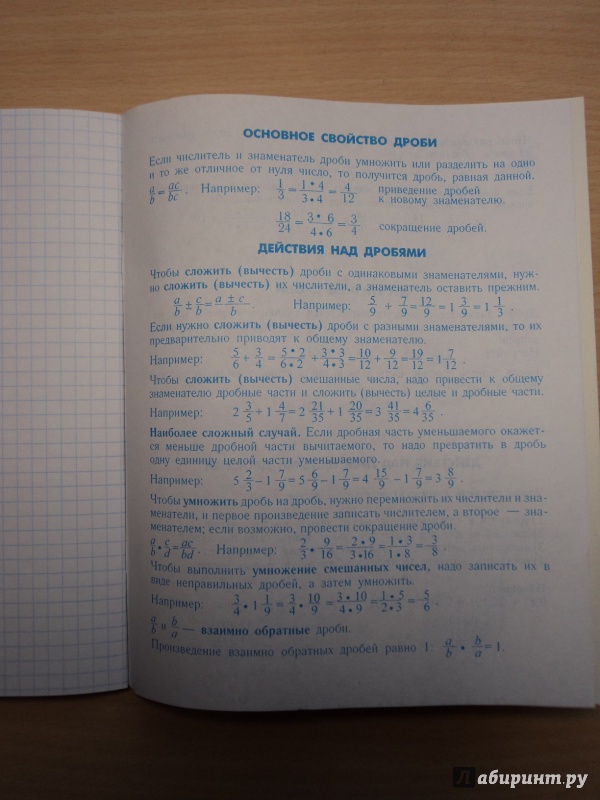 ОСНОВНОЕ СВОЙСТВО ДРОБИ
Если числитель и знаменатель дроби умножить или разделить на одно
и то же отличное от нуля число, то получится дробь, равная данной.
a/b = ac/bc . Например: 1/3 = 1•4/3•4 = 4/12 приведение дробей
к новому знаменателю.
18/24 = 3•6/4•6 = 3/4 сокращение дробей.
ДЕЙСТВИЯ НАД ДРОБЯМИ
Чтобы сложить (вычесть) дроби с одинаковыми знаменателями, нуж-
но сложить (вычесть) их числители, а знаменатель оставить прежним.
a/b ± c/b = a ± c/b . Например: 5/9 + 7/9 = 12/9 = 1 3/9 = 1 1/3 .
Если нужно сложить (вычесть) дроби с разными знаменателями, то их
предварительно приводят к общему знаменателю.
Например: 5/6 + 3/4 = 5•2/6•2 + 3•3/4•3 = 10/12 + 9/12 = 19/12 = 1 7/12 .
Чтобы сложить (вычесть) смешанные числа, надо привести к общему
знаменателю дробные части и сложить (вычесть) целые и дробные части.
Например: 2 3/5 + 1 4/7 = 2 21/35 + 1 20/35 = 3 41/35 = 4 6/35 .
Наиболее сложный случай. Если дробная часть уменьшаемого окажет-
ся меньше дробной части вычитаемого, то надо превратить в дробь
одну единицу целой части уменьшаемого.
Например: 5 2/3 − 1 7/9 = 5 6/9 − 1 7/9 = 4 15/9 − 1 7/9 = 3 8/9 .
Чтобы умножить дробь на дробь, нужно перемножить их числители и зна-
менатели, и первое произведение записать числителем, а второе — зна-
менателем; если возможно, провести сокращение дроби.
a/b • c/d = ac/bd . Например: 2/3 • 9/16 = 2•9/3•16 = 1•3/1•8 = 3/8 .
Чтобы выполнить умножение смешанных чисел, надо записать их в
виде неправильных дробей, а затем умножить.
Например: 3/4 • 1 1/9 = 3/4 • 10/9 = 3•10/4•9 = 1•5/2•3 = 5/6 .
a/b и b/a — взаимно обратные дроби.
Произведение взаимно обратных дробей равно 1: a/b • b/a = 1.
лабиринт.ру